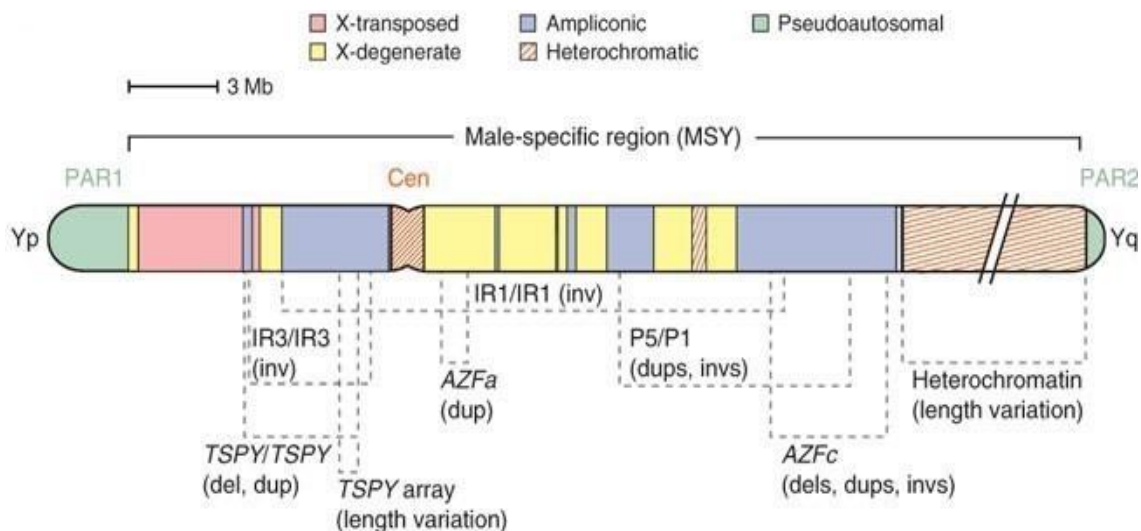 X-transposed
Ampliconic
Pseudoautosomal
X-degenerate
Heterochromatic
3 Mb
Male-specific region (MSY)
PAR1
Cen
PAR2
Yp
Yq
IR1/IR1 (inv)
IR3/IR3
(inv)
P5/P1
(dups, invs)
AZFa
(dup)
Heterochromatin
(length variation)
TSPY/TSPY
(del, dup)
AZFc
(dels, dups, invs)
TSPY array
(length variation)